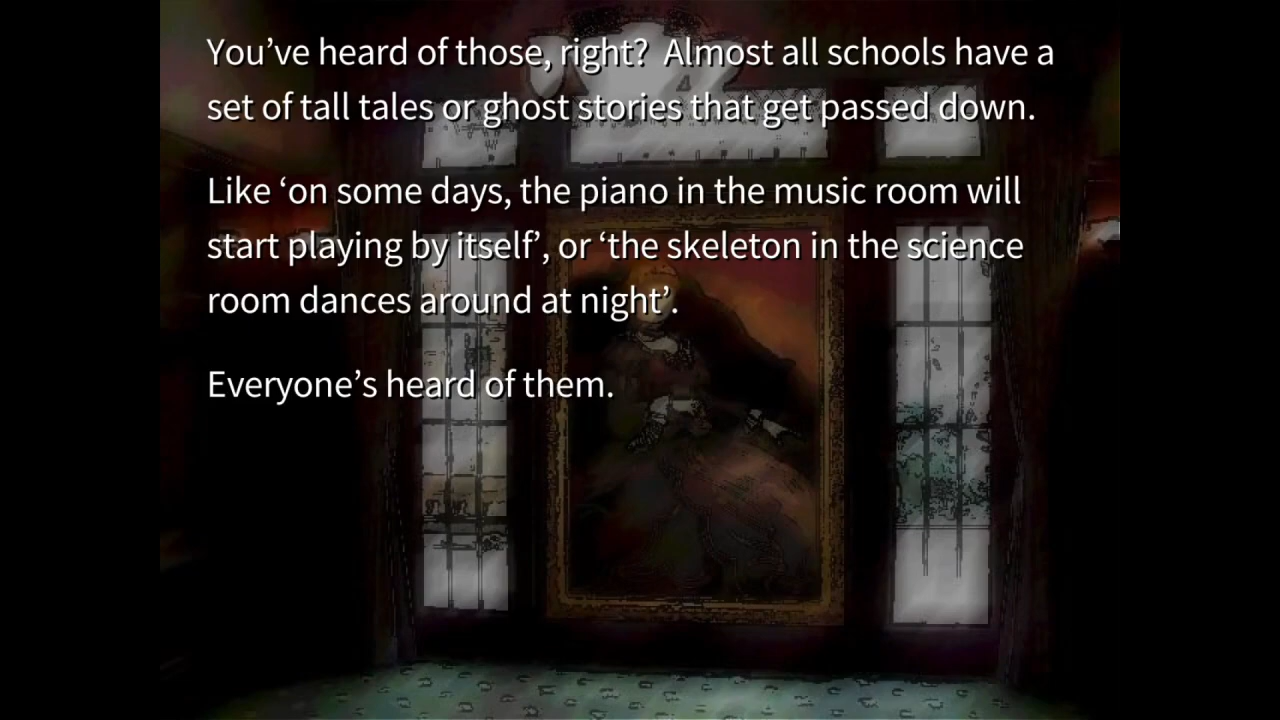 You’ve heard of those, right?  Almost all schools have a
set of tall tales or ghost stories that get passed down.
Like ‘on some days, the piano in the music room will
start playing by itself’, or ‘the skeleton in the science
room dances around at night’.
Everyone’s heard of them.